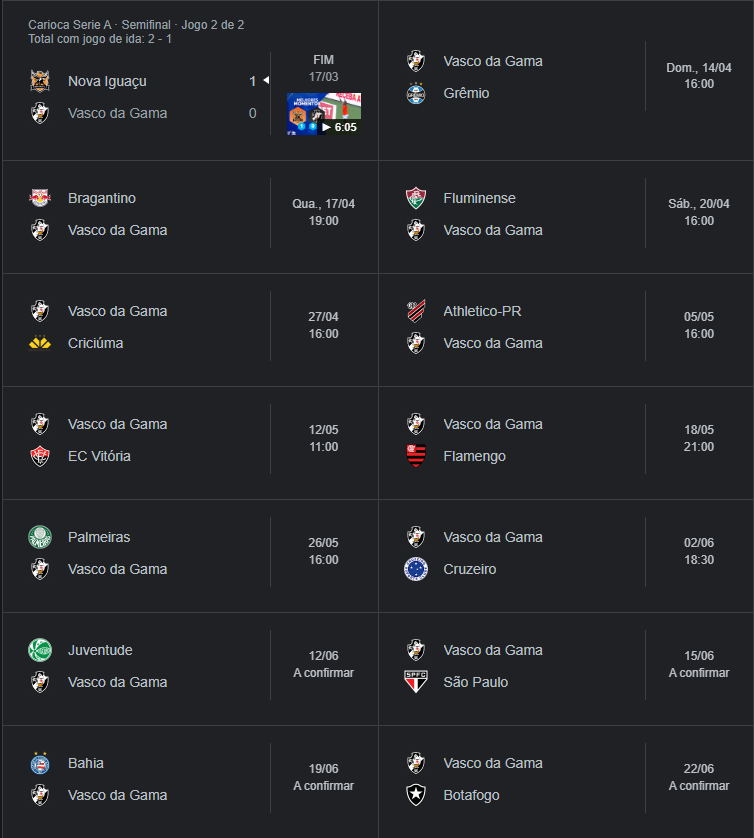 Carioca Serie A · Semifinal · Jogo 2 de 2
Total com jogo de ida: 2 - 1
Nova Iguaçu 1
Vasco da Gama 0
FIM
17/03
MELHORES
MOMENTOS
RECEBA A
6:05
Vasco da Gama
Grêmio
Dom., 14/04
16:00
Bragantino
Vasco da Gama
Qua., 17/04
19:00
Fluminense
Vasco da Gama
Sáb., 20/04
16:00
Vasco da Gama
Criciúma
27/04
16:00
Athletico-PR
Vasco da Gama
05/05
16:00
Vasco da Gama
EC Vitória
12/05
11:00
Vasco da Gama
Flamengo
18/05
21:00
Palmeiras
Vasco da Gama
26/05
16:00
Vasco da Gama
Cruzeiro
02/06
18:30
Juventude
Vasco da Gama
12/06
A confirmar
Vasco da Gama
SPFC
São Paulo
15/06
A confirmar
Bahia
Vasco da Gama
19/06
A confirmar
Vasco da Gama
Botafogo
22/06
A confirmar